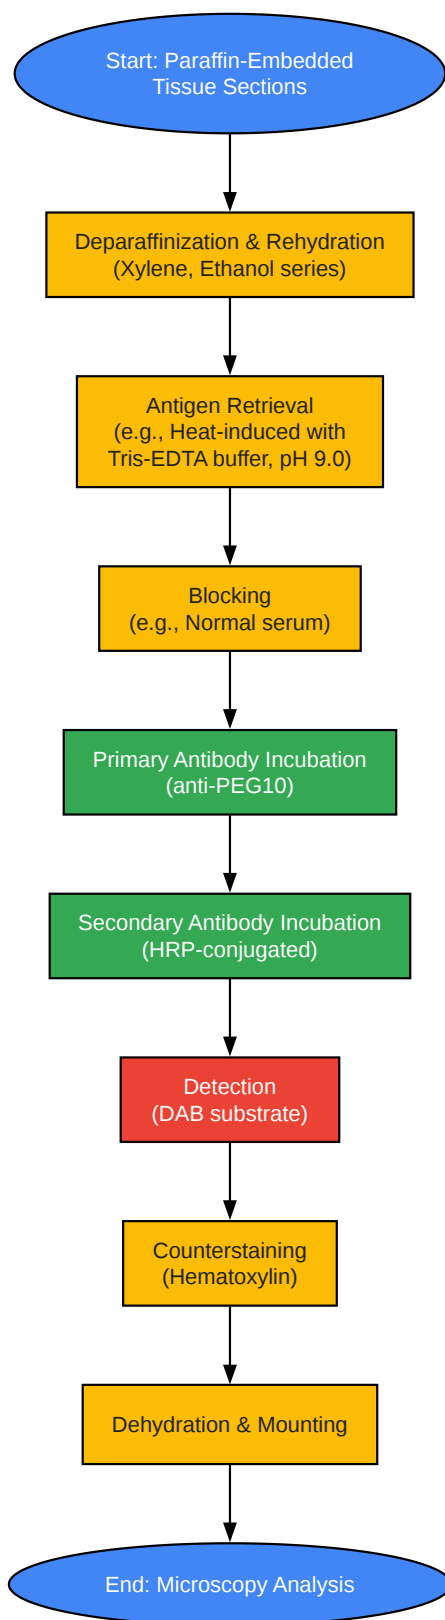 Start: Paraffin-Embedded
Tissue Sections
Deparaffinization & Rehydration
(Xylene, Ethanol series)
Antigen Retrieval
(e.g., Heat-induced with
Tris-EDTA buffer, pH 9.0)
Blocking
(e.g., Normal serum)
Primary Antibody Incubation
(anti-PEG10)
Secondary Antibody Incubation
(HRP-conjugated)
Detection
(DAB substrate)
Counterstaining
(Hematoxylin)
Dehydration & Mounting
End: Microscopy Analysis